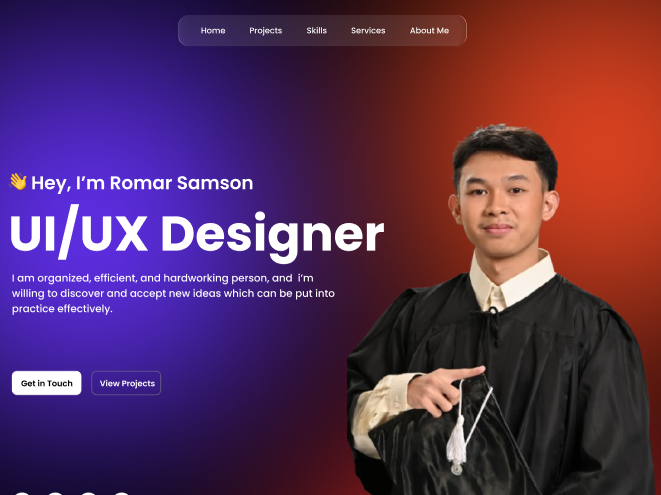 Home Projects Skills Services About Me
👋 Hey, I'm Romar Samson
UI/UX Designer
I am organized, efficient, and hardworking person, and  i'm
willing to discover and accept new ideas which can be put into
practice effectively.
Get in Touch View Projects